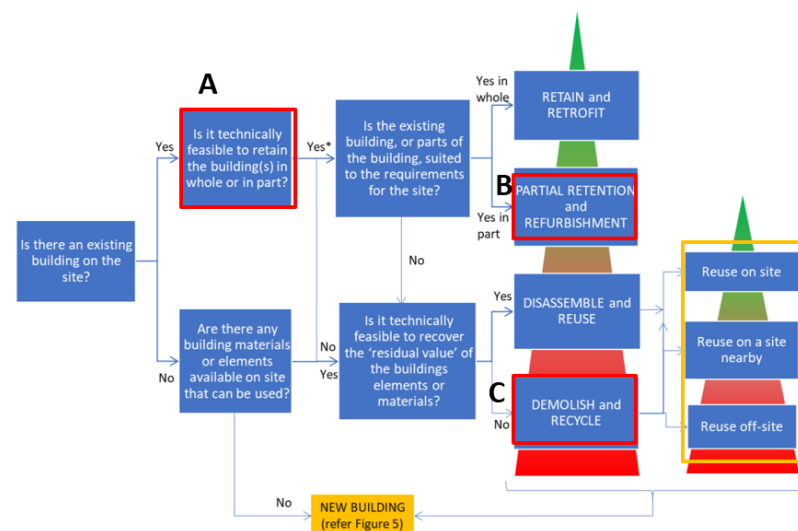 A
Yes in
whole
RETAIN and
RETROFIT
Is it technically
feasible to retain
the building(s) in
whole or in part?
Yes
Yes*
Is the existing
building, or parts of
the building, suited
to the requirements
for the site?
B
PARTIAL RETENTION
and
REFURBISHMENT
Yes in
part
Is there an existing
building on the
site?
No
Reuse on site
Are there any
building materials
or elements
available on site
that can be used?
No
No
Yes
Is it technically
feasible to recover
the ‘residual value’ of
the buildings
elements or
materials?
Yes
DISASSEMBLE and
REUSE
Reuse on a site
nearby
C
No
DEMOLISH and
RECYCLE
Reuse off-site
No
NEW BUILDING
(refer Figure 5)